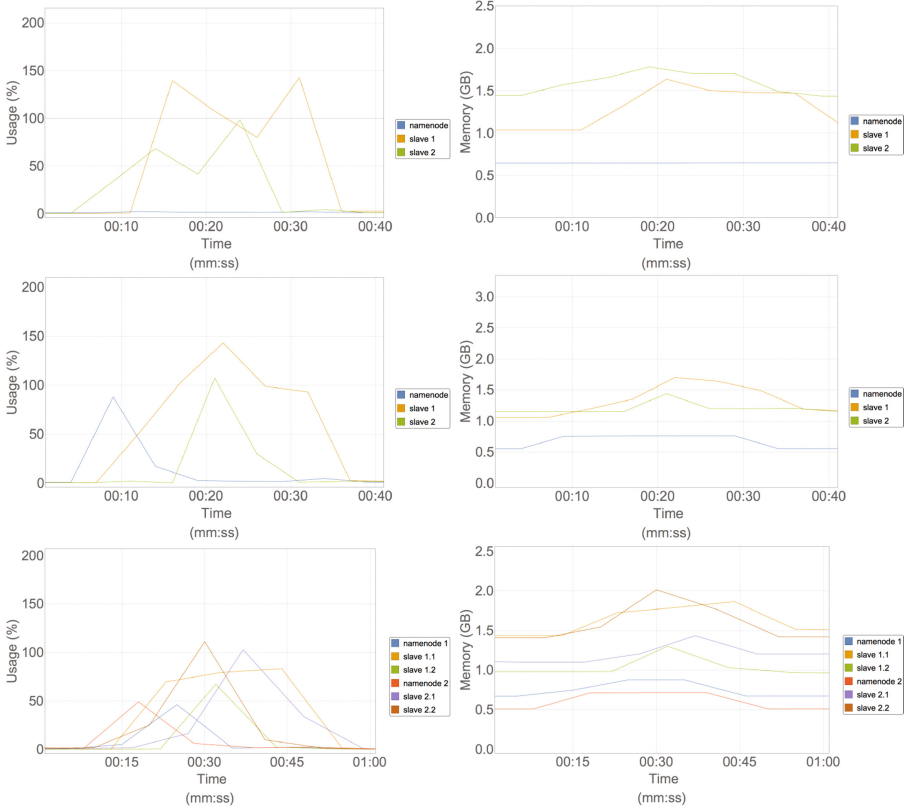 200
150
100
50
0
Usage (%)
00:10 00:20 00:30 00:40
Time
(mm:ss)
namenode
slave 1
slave 2
2.5
2.0
1.5
1.0
0.5
0.0
Memory (GB)
00:10 00:20 00:30 00:40
Time
(mm:ss)
namenode
slave 1
slave 2
200
150
100
50
0
Usage (%)
00:10 00:20 00:30 00:40
Time
(mm:ss)
namenode
slave 1
slave 2
3.0
2.5
2.0
1.5
1.0
0.5
0.0
Memory (GB)
00:10 00:20 00:30 00:40
Time
(mm:ss)
namenode
slave 1
slave 2
200
150
100
50
0
Usage (%)
00:15 00:30 00:45 01:00
Time
(mm:ss)
namenode 1
slave 1.1
slave 1.2
namenode 2
slave 2.1
slave 2.2
2.5
2.0
1.5
1.0
0.5
0.0
Memory (GB)
00:15 00:30 00:45 01:00
Time
(mm:ss)
namenode 1
slave 1.1
slave 1.2
namenode 2
slave 2.1
slave 2.2